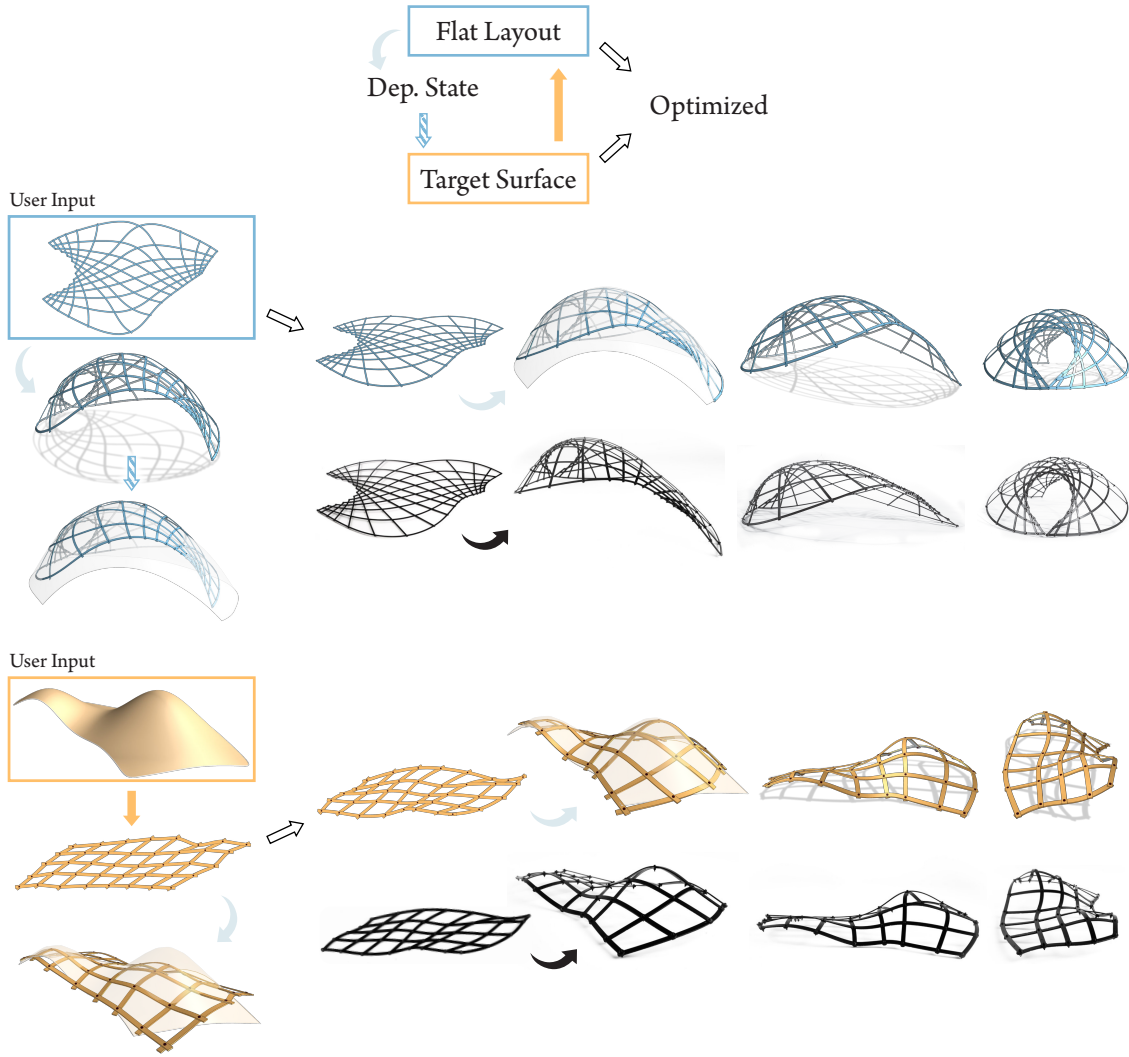 Flat Layout
Dep. State
Optimized
Target Surface
User Input
User Input